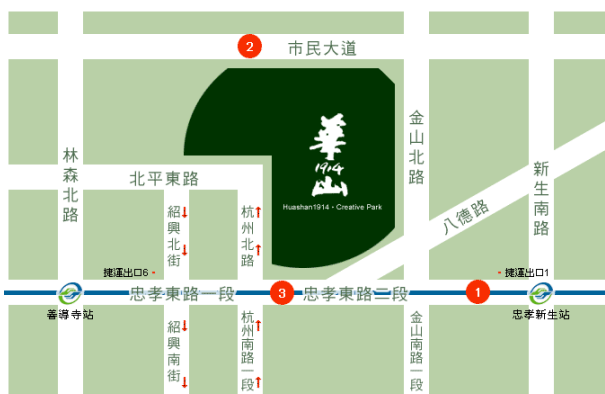 2
市民大道
華
1914
山
Huashan1914・Creative Park
金山北路
林森北路
北平東路
新生南路
八德路
紹興北街
杭州北路
捷運出口6
捷運出口1
忠孝東路一段
3
忠孝東路二段
1
善導寺站
忠孝新生站
紹興南街
杭州南路一段
金山南路一段